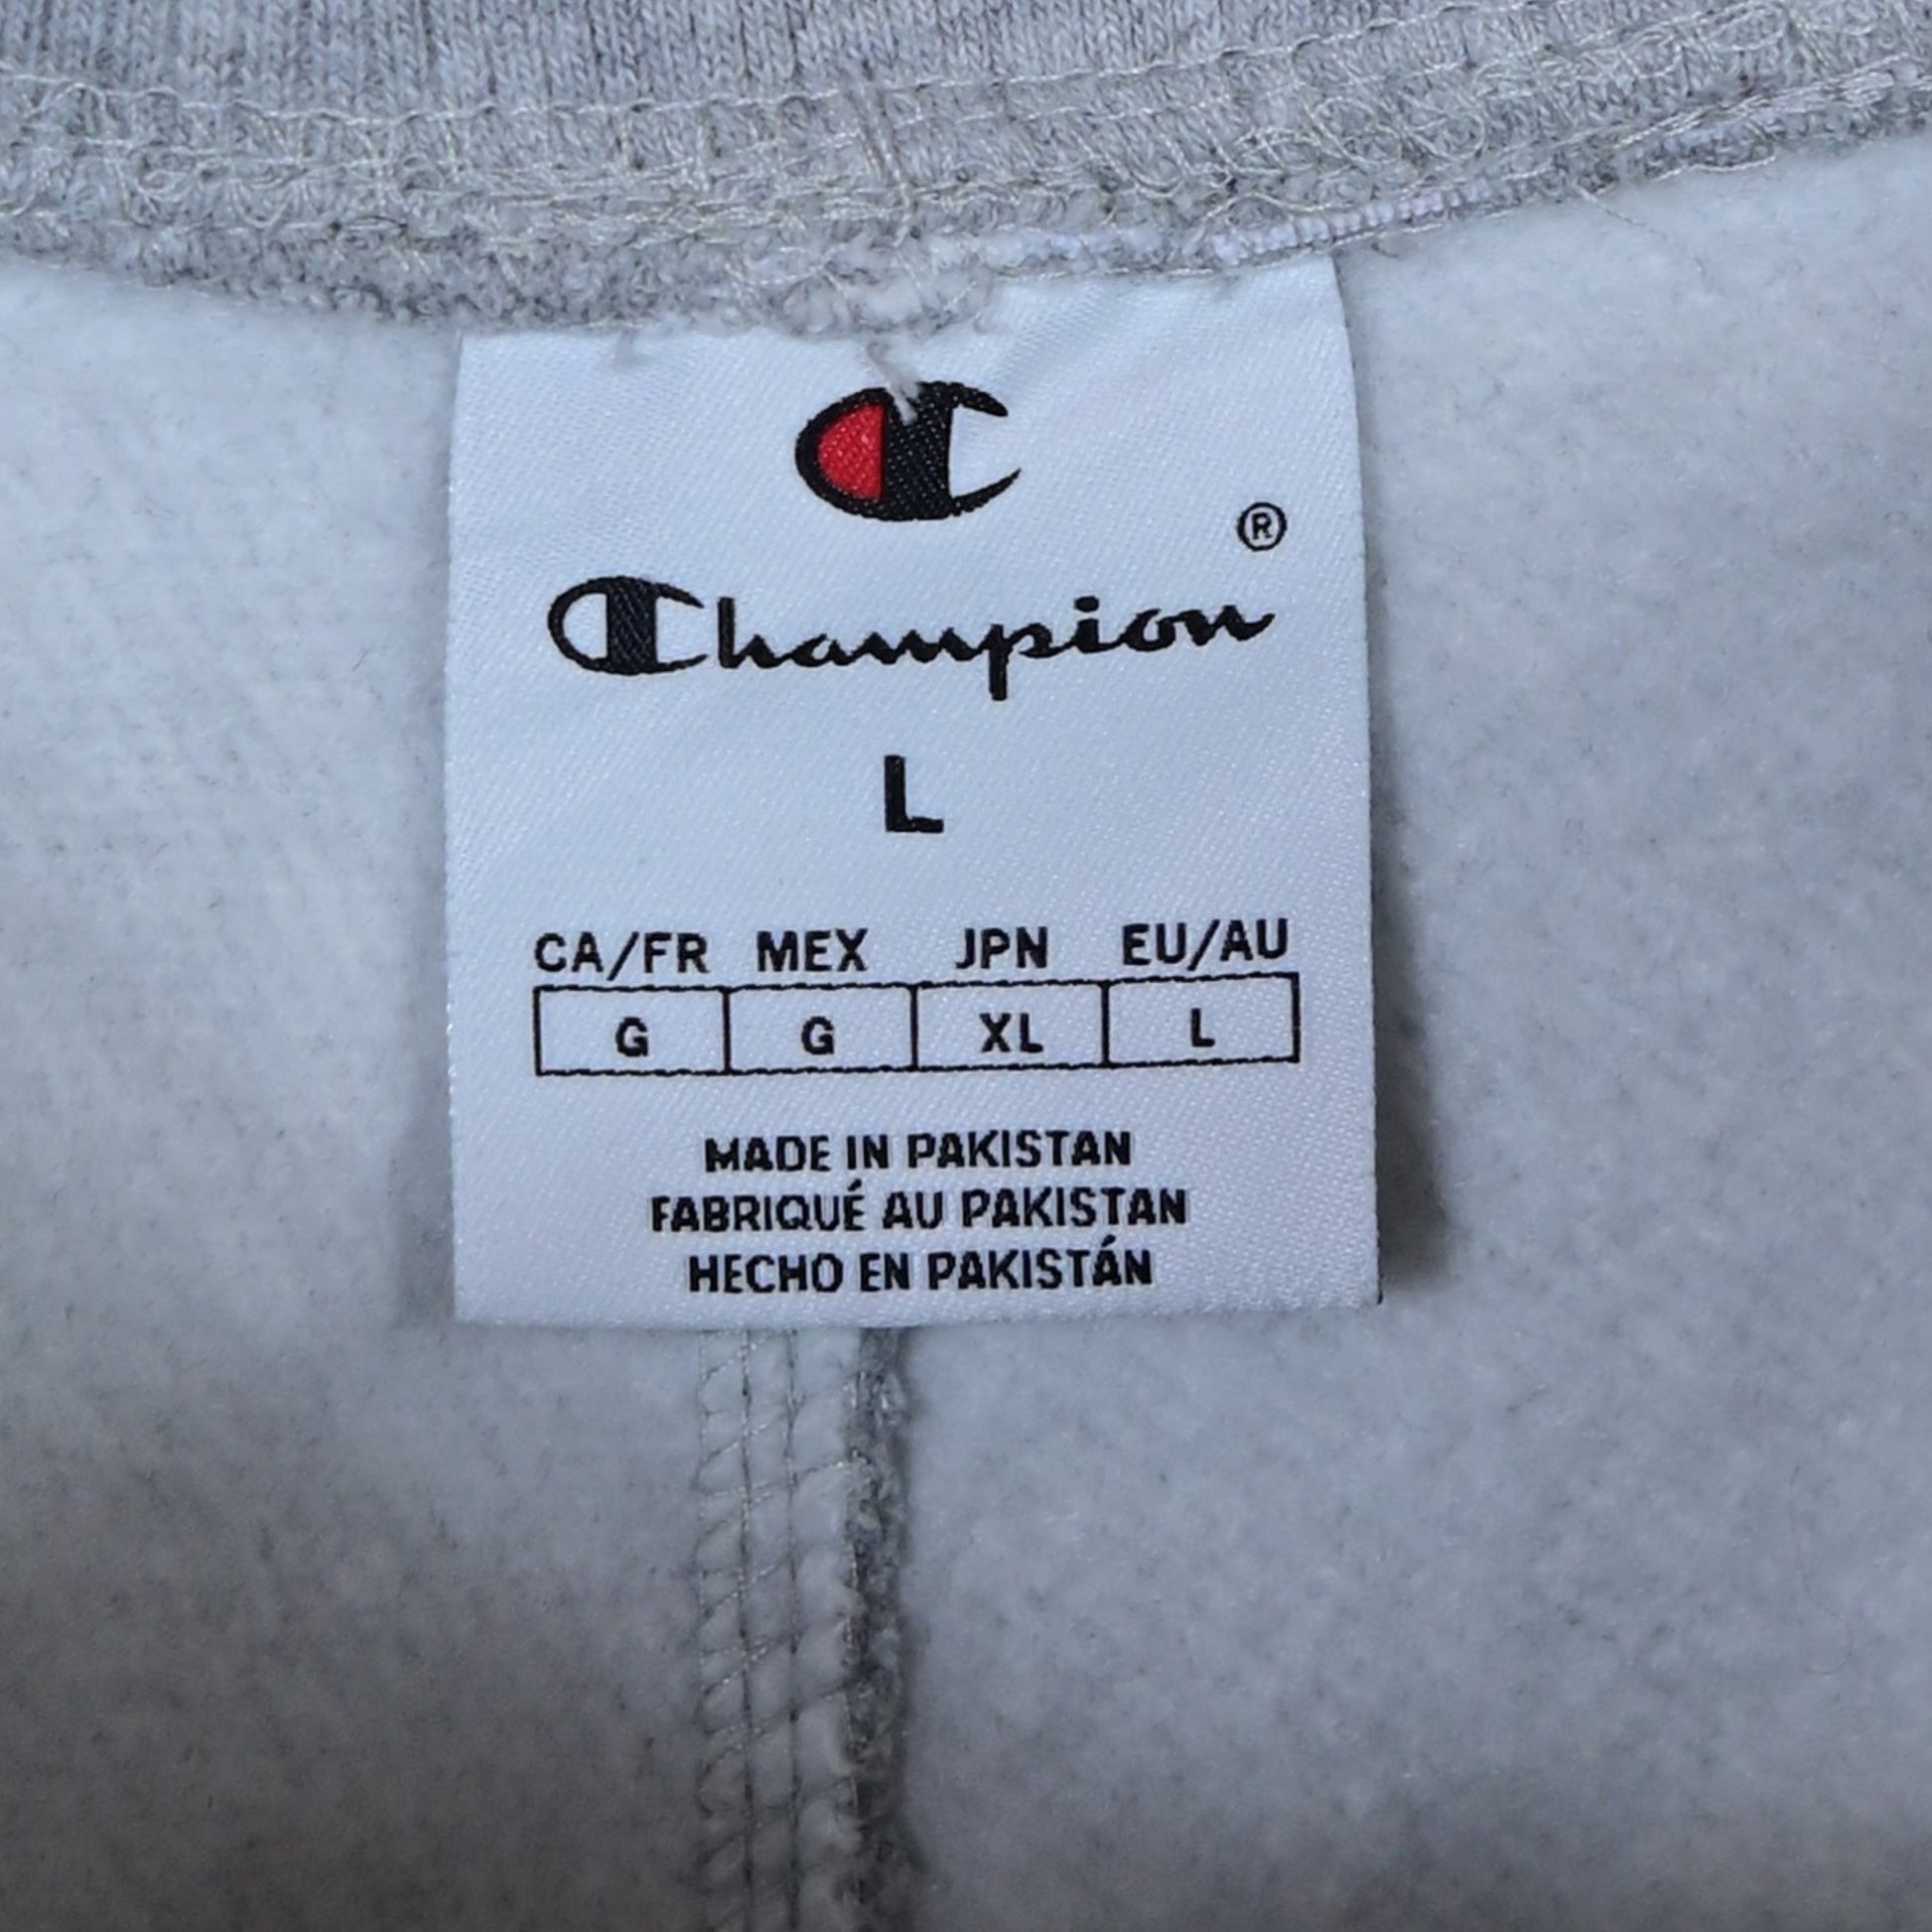 C
®
Champion
L
CA/FR MEX JPN EU/AU
G G XL L
MADE IN PAKISTAN
FABRIQUÉ AU PAKISTAN
HECHO EN PAKISTÁN